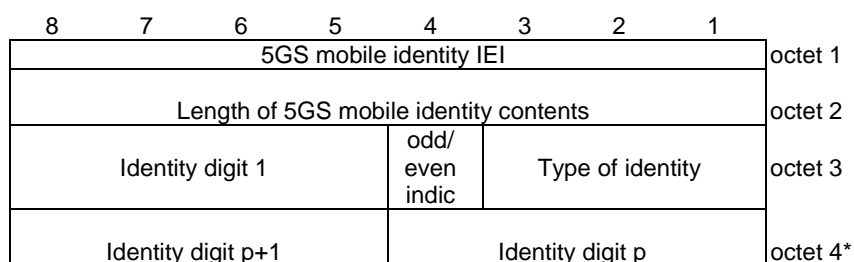 8 7 6 5 4 3 2 1
5GS mobile identity IEI octet 1
Length of 5GS mobile identity contents octet 2
odd/
Identity digit 1 even Type of identity octet 3
indic
Identity digit p+1 Identity digit p octet 4*